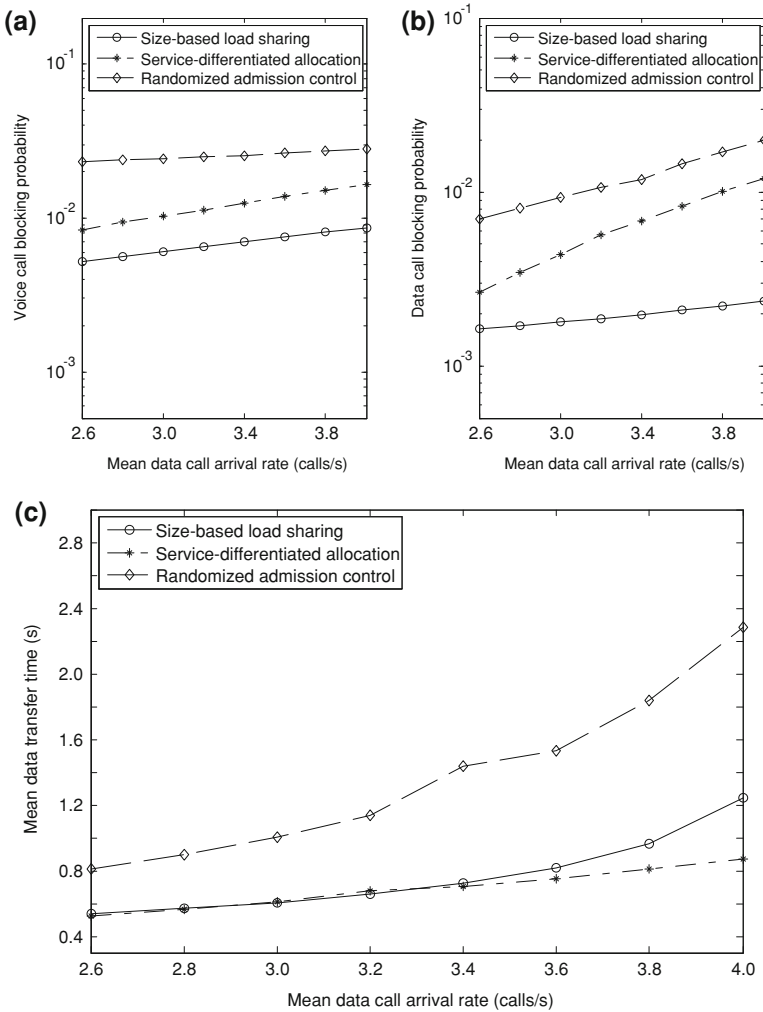 (a)
Size-based load sharing
Service-differentiated allocation
Randomized admission control
10^-1
10^-2
10^-3
Voice call blocking probability
2.6 3.0 3.4 3.8
Mean data call arrival rate (calls/s)
(b)
Size-based load sharing
Service-differentiated allocation
Randomized admission control
10^-1
10^-2
10^-3
Data call blocking probability
2.6 3.0 3.4 3.8
Mean data call arrival rate (calls/s)
(c)
Size-based load sharing
Service-differentiated allocation
Randomized admission control
2.8
2.4
2.0
1.6
1.2
0.8
0.4
Mean data transfer time (s)
2.6 2.8 3.0 3.2 3.4 3.6 3.8 4.0
Mean data call arrival rate (calls/s)